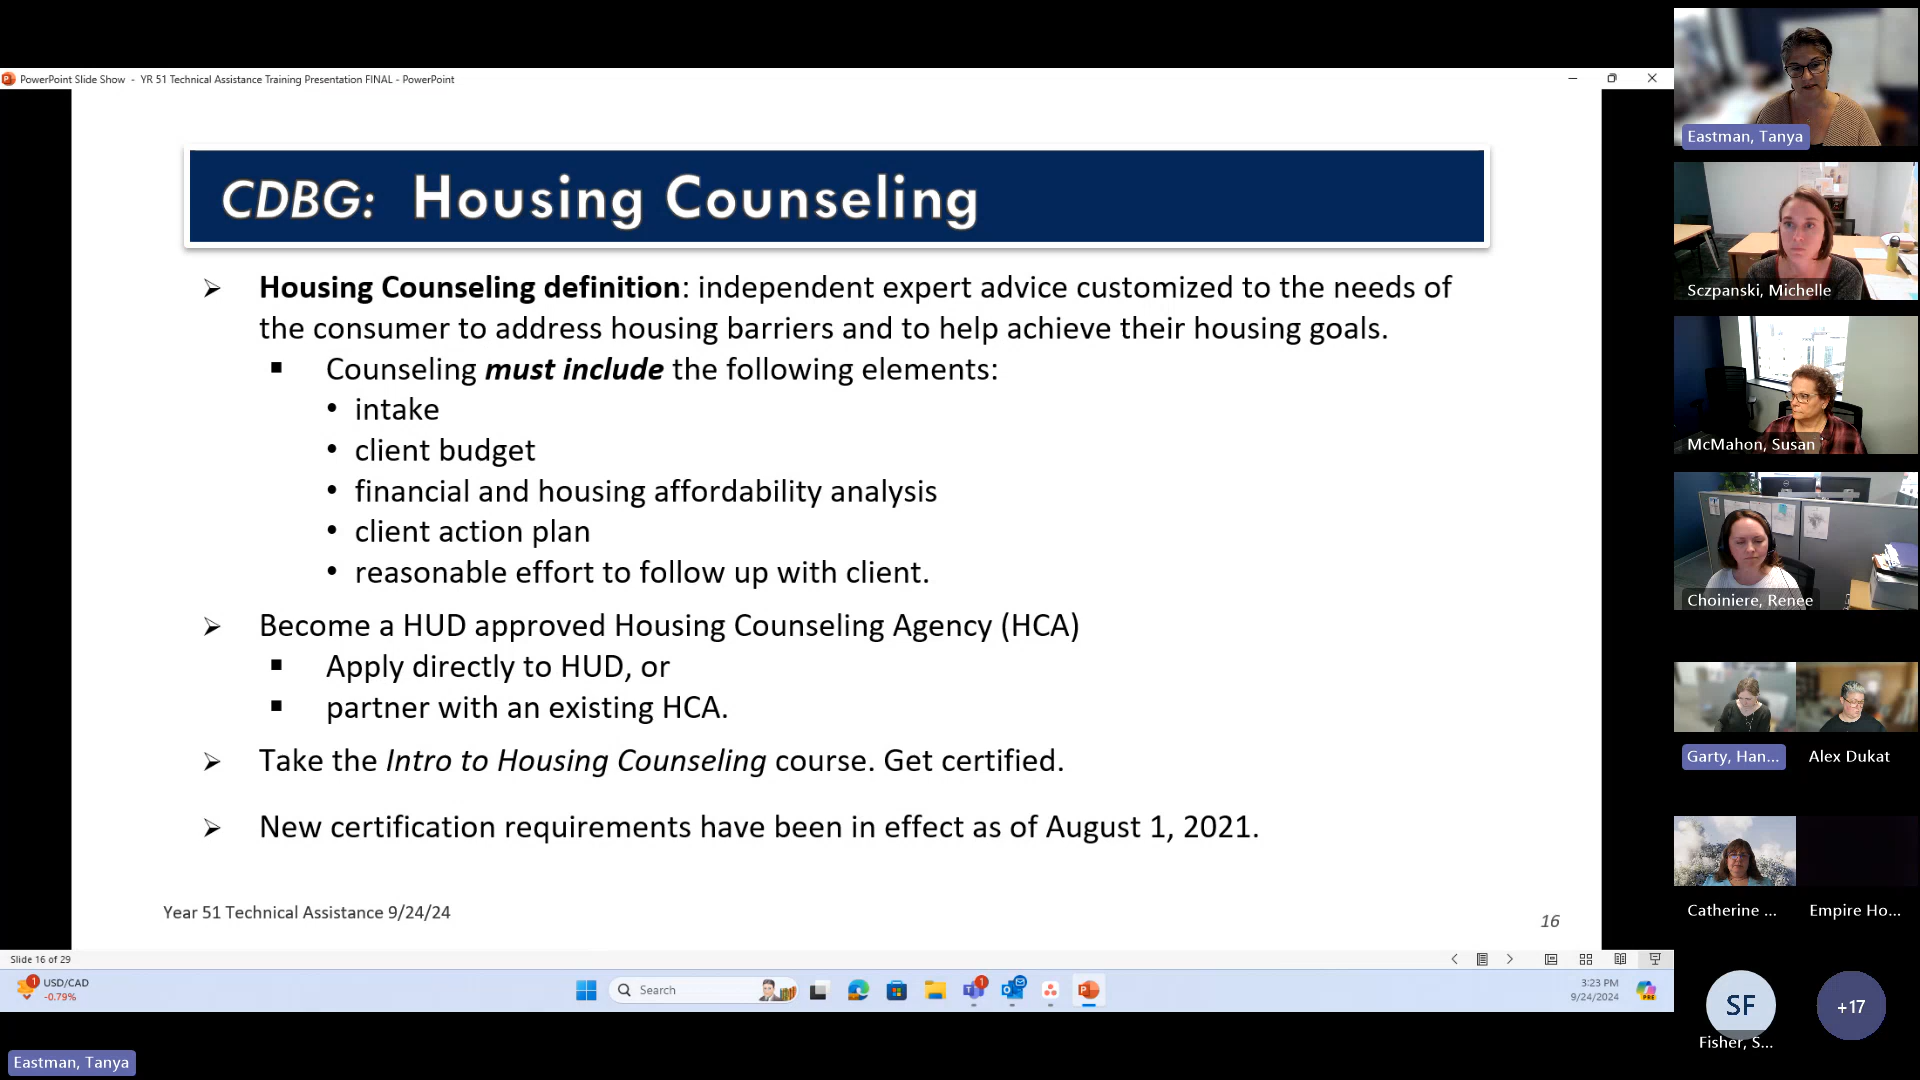 PowerPoint Slide Show - YR 51 Technical Assistance Training Presentation FINAL - PowerPoint
CDBG: Housing Counseling
Housing Counseling definition: independent expert advice customized to the needs of
the consumer to address housing barriers and to help achieve their housing goals.
Counseling must include the following elements:
intake
client budget
financial and housing affordability analysis
client action plan
reasonable effort to follow up with client.
Become a HUD approved Housing Counseling Agency (HCA)
Apply directly to HUD, or
partner with an existing HCA.
Take the Intro to Housing Counseling course. Get certified.
New certification requirements have been in effect as of August 1, 2021.
Year 51 Technical Assistance 9/24/24
16
Slide 16 of 29
1
USD/CAD
-0.79%
Search
1
3:23 PM
9/24/2024
PRE
Eastman, Tanya
Eastman, Tanya
Sczpanski, Michelle
McMahon, Susan
Choiniere, Renee
Garty, Han...
Alex Dukat
Catherine ...
Empire Ho...
SF
+17
Fisher, S...